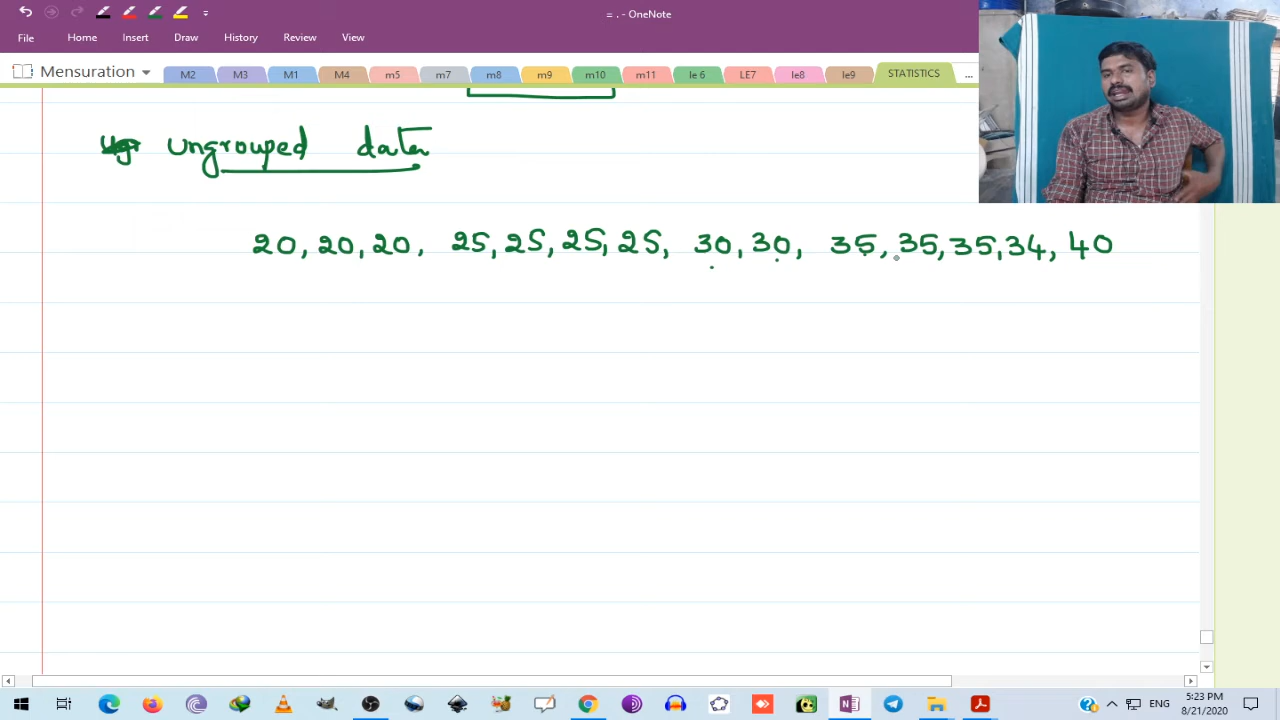 = . - OneNote
File Home Insert Draw History Review View
Mensuration M2 M3 M1 M4 m5 m7 m8 m9 m10 m11 le 6 LE7 le8 le9 STATISTICS ...
ungrouped data
20, 20, 20, 25, 25, 25, 25, 30, 30, 35, 35, 35, 34, 40
ENG 5:23 PM
8/21/2020